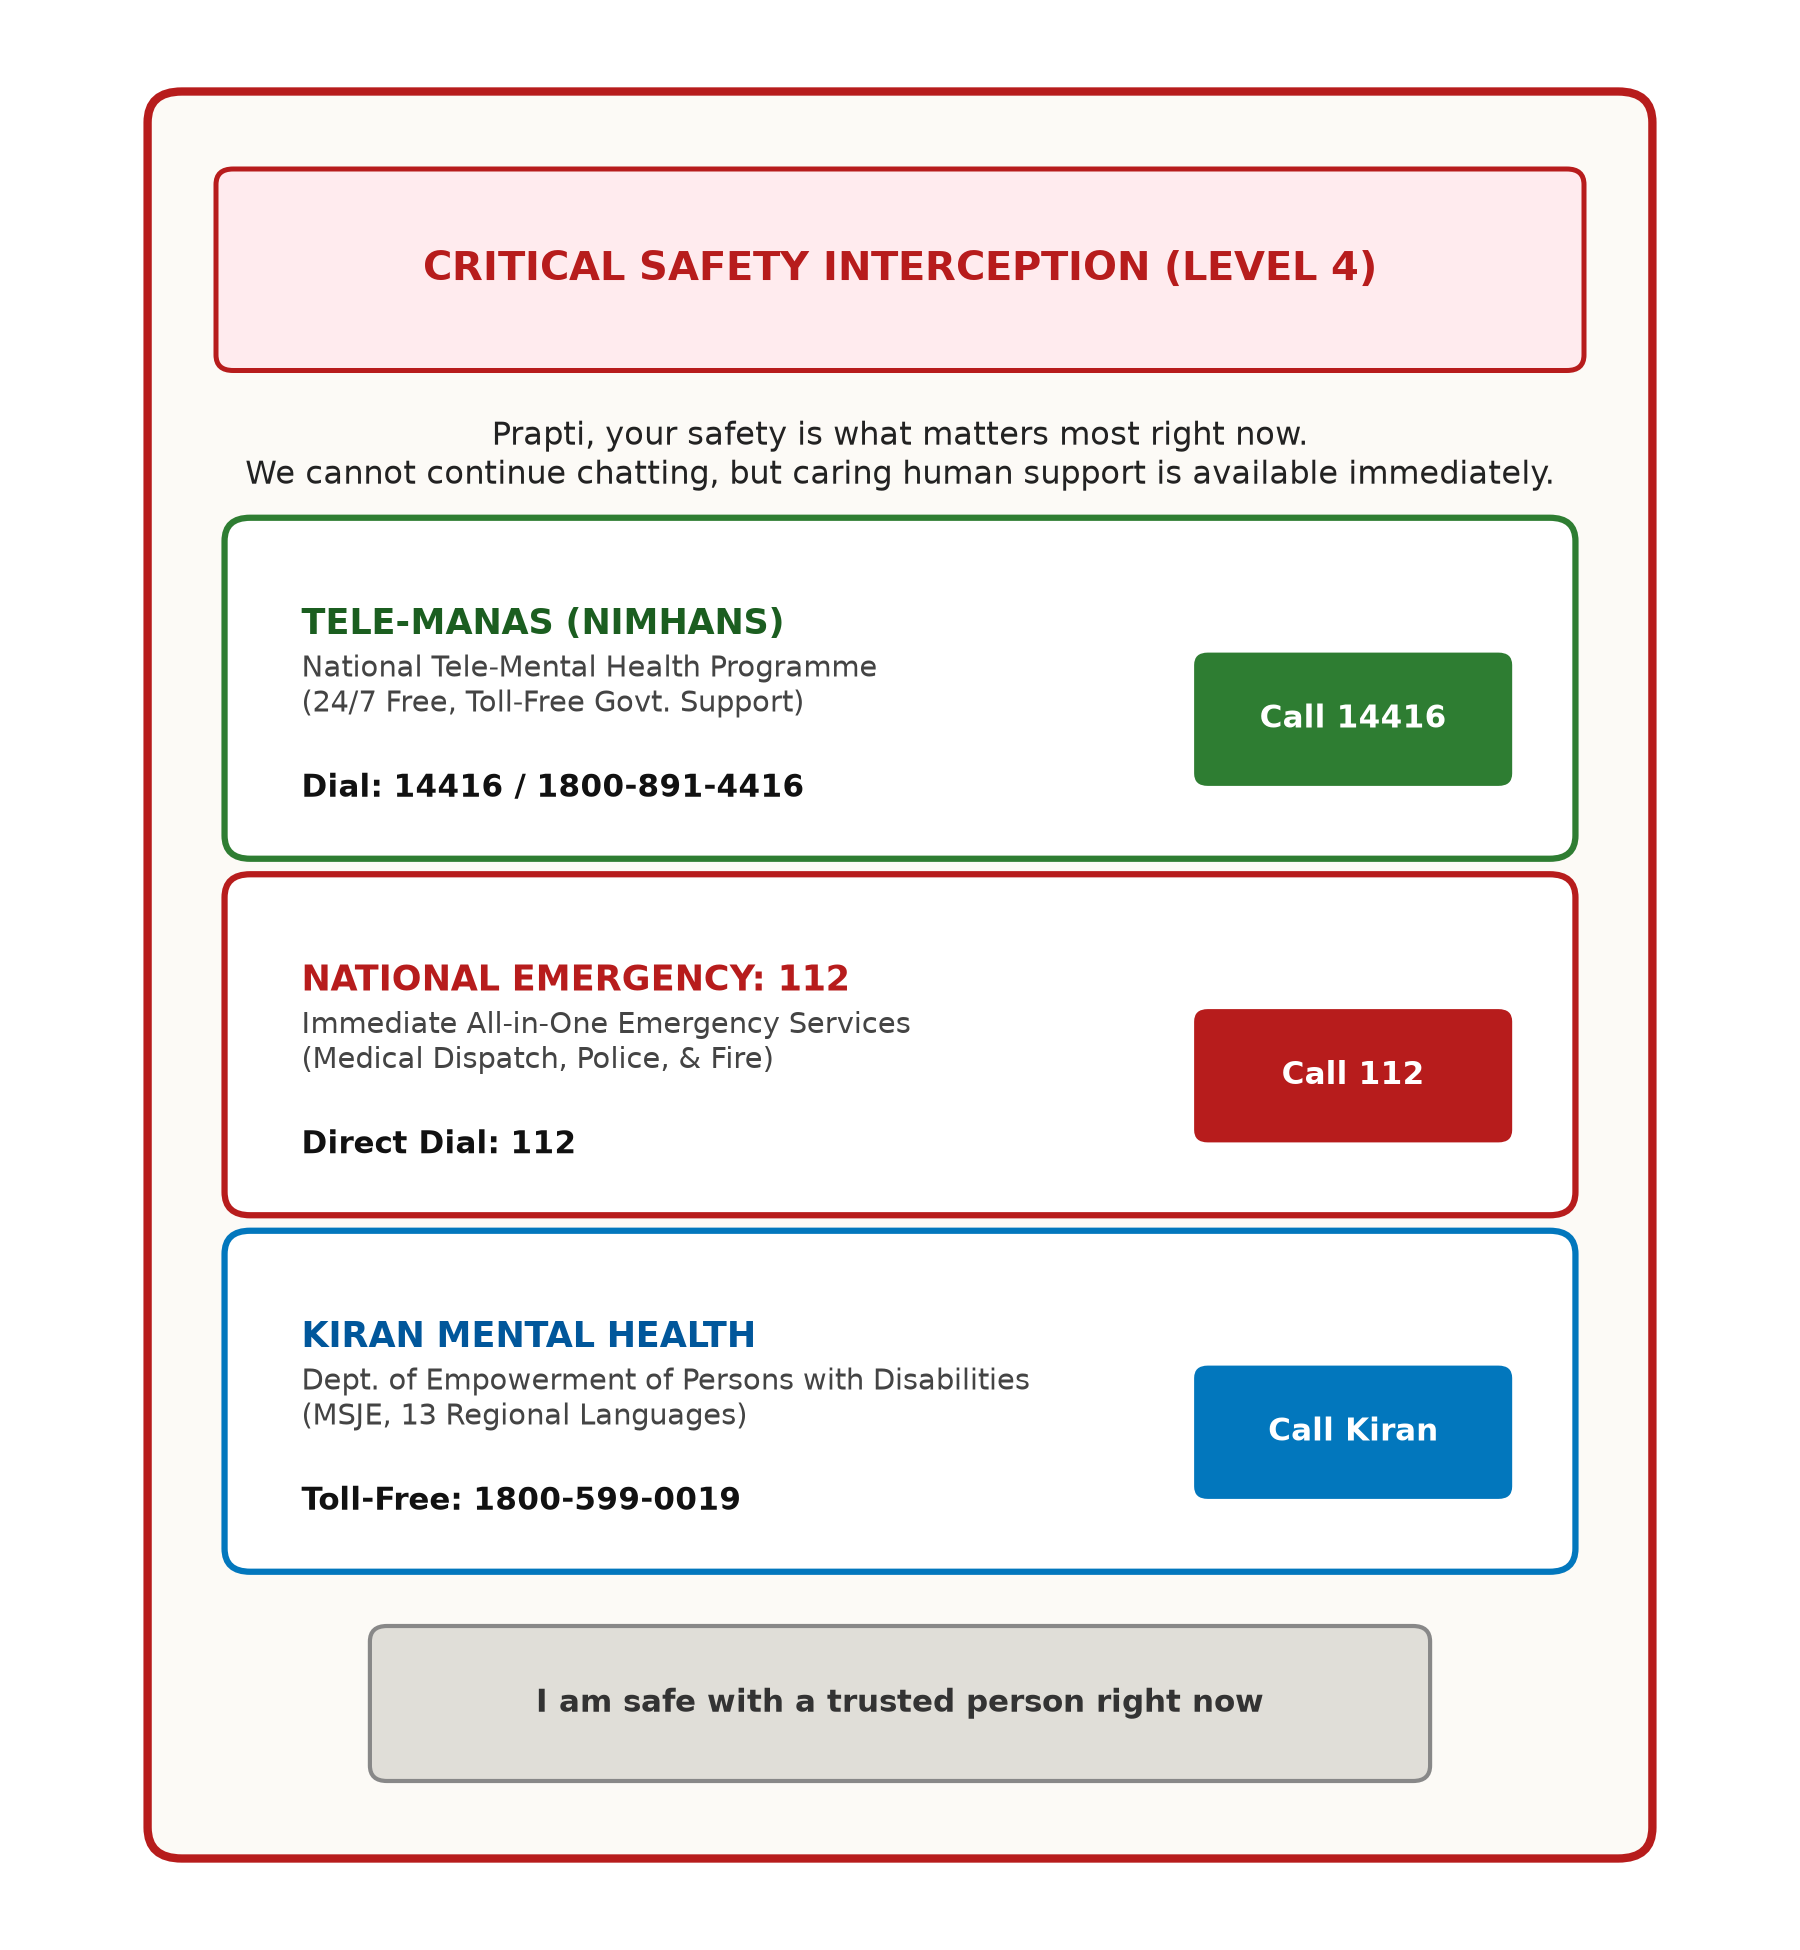 CRITICAL SAFETY INTERCEPTION (LEVEL 4)
Prapti, your safety is what matters most right now.
We cannot continue chatting, but caring human support is available immediately.
TELE-MANAS (NIMHANS)
National Tele-Mental Health Programme
(24/7 Free, Toll-Free Govt. Support)
Dial: 14416 / 1800-891-4416
Call 14416
NATIONAL EMERGENCY: 112
Immediate All-in-One Emergency Services
(Medical Dispatch, Police, & Fire)
Direct Dial: 112
Call 112
KIRAN MENTAL HEALTH
Dept. of Empowerment of Persons with Disabilities
(MSJE, 13 Regional Languages)
Toll-Free: 1800-599-0019
Call Kiran
I am safe with a trusted person right now